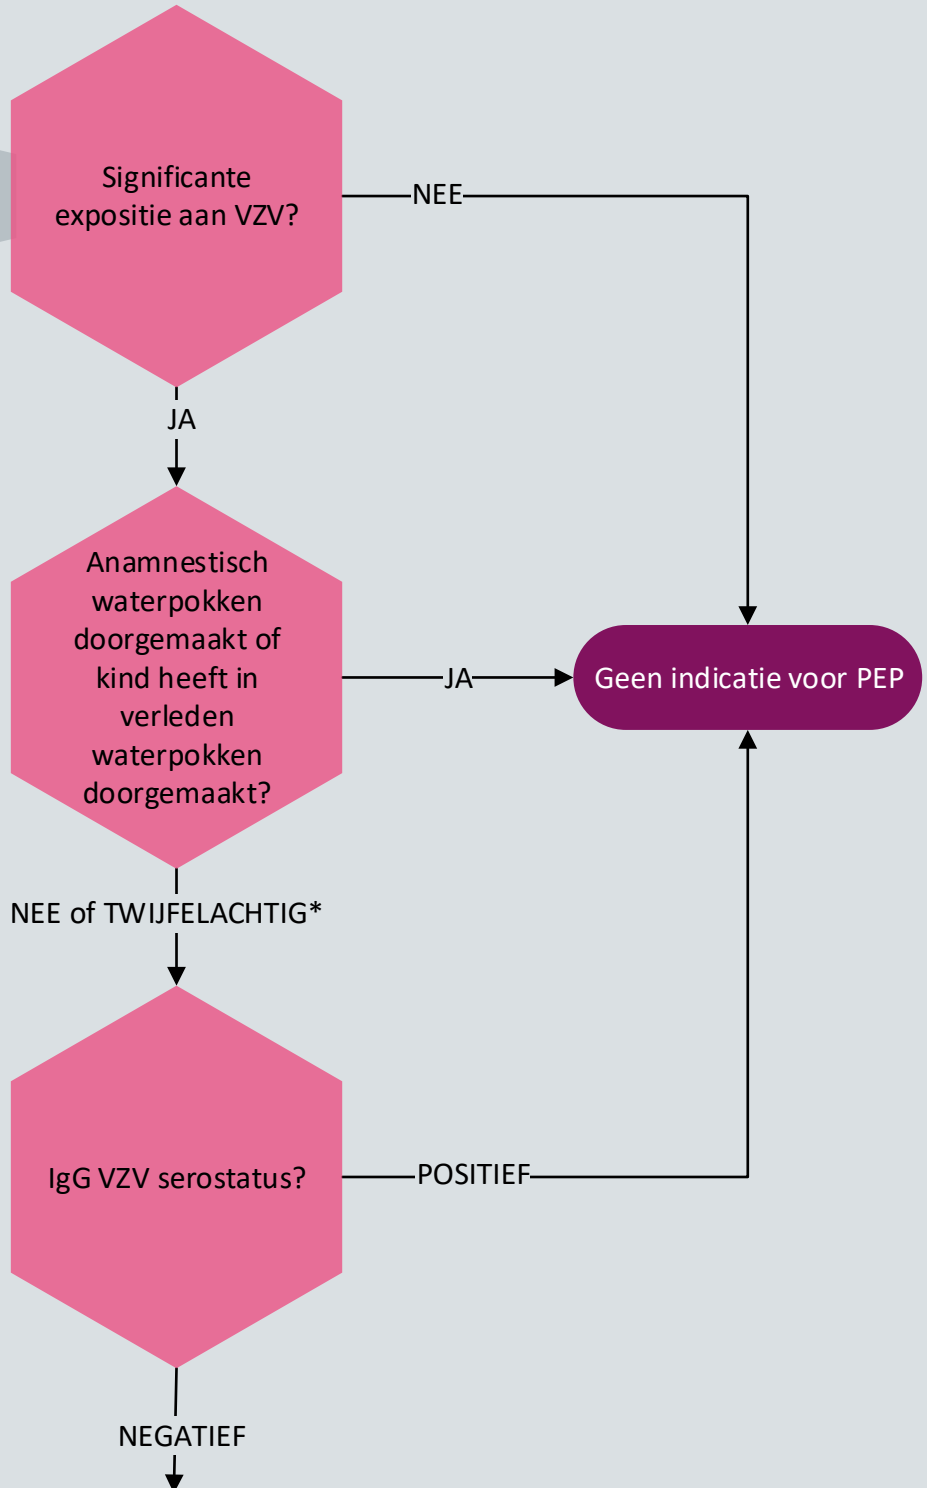 Significante
expositie aan VZV?
NEE
JA
Anamnestisch
waterpokken
doorgemaakt of
kind heeft in
verleden
waterpokken
doorgemaakt?
JA
Geen indicatie voor PEP
NEE of TWIJFELACHTIG*
IgG VZV serostatus?
POSITIEF
NEGATIEF